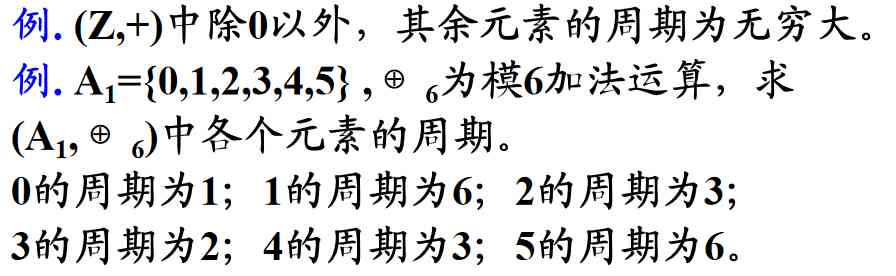 例. (Z,+)中除0以外，其余元素的周期为无穷大。
例. A₁={0,1,2,3,4,5} , ⊕ ₆为模6加法运算，求
(A₁, ⊕ ₆)中各个元素的周期。
0的周期为1；1的周期为6；2的周期为3；
3的周期为2；4的周期为3；5的周期为6。